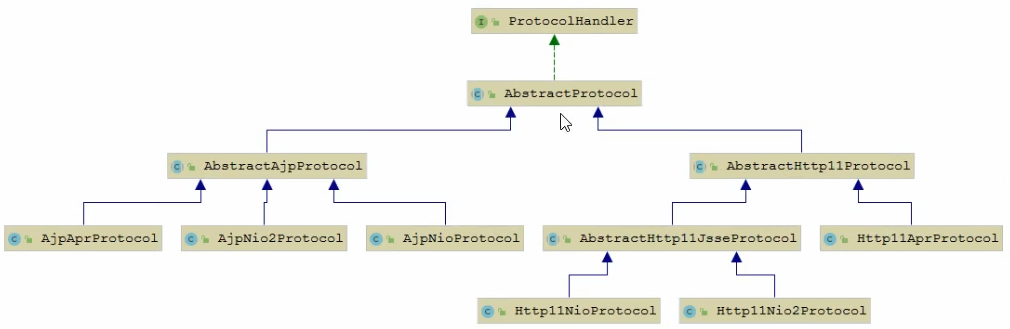 ProtocolHandler
AbstractProtocol
AbstractAjpProtocol
AbstractHttp11Protocol
AjpAprProtocol
AjpNio2Protocol
AjpNioProtocol
AbstractHttp11JsseProtocol
Http11AprProtocol
Http11NioProtocol
Http11Nio2Protocol